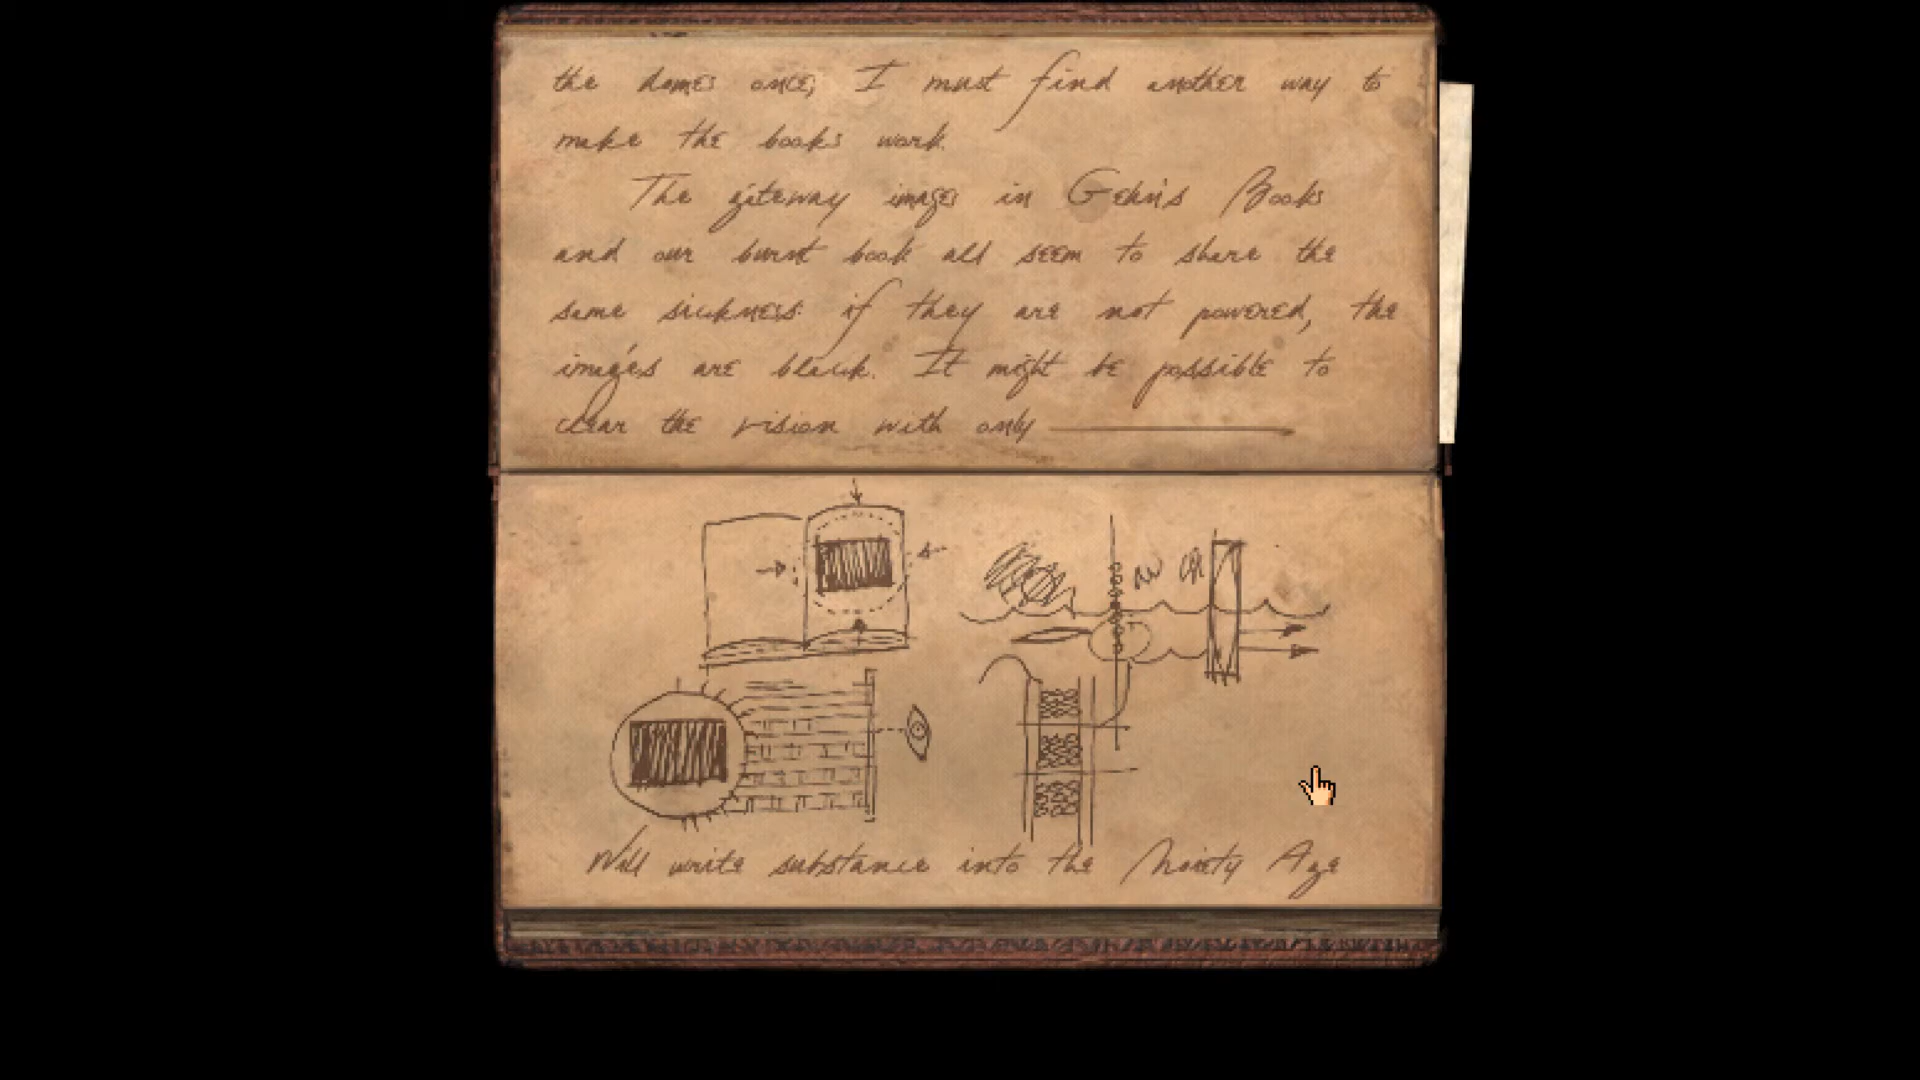 the domes once, I must find another way to
make the books work.
The gateway images in Gehn's Books
and our burnt book all seem to share the
same sickness: if they are not powered, the
images are black. It might be possible to
clear the vision with only
Will write substance into the Moiety Age